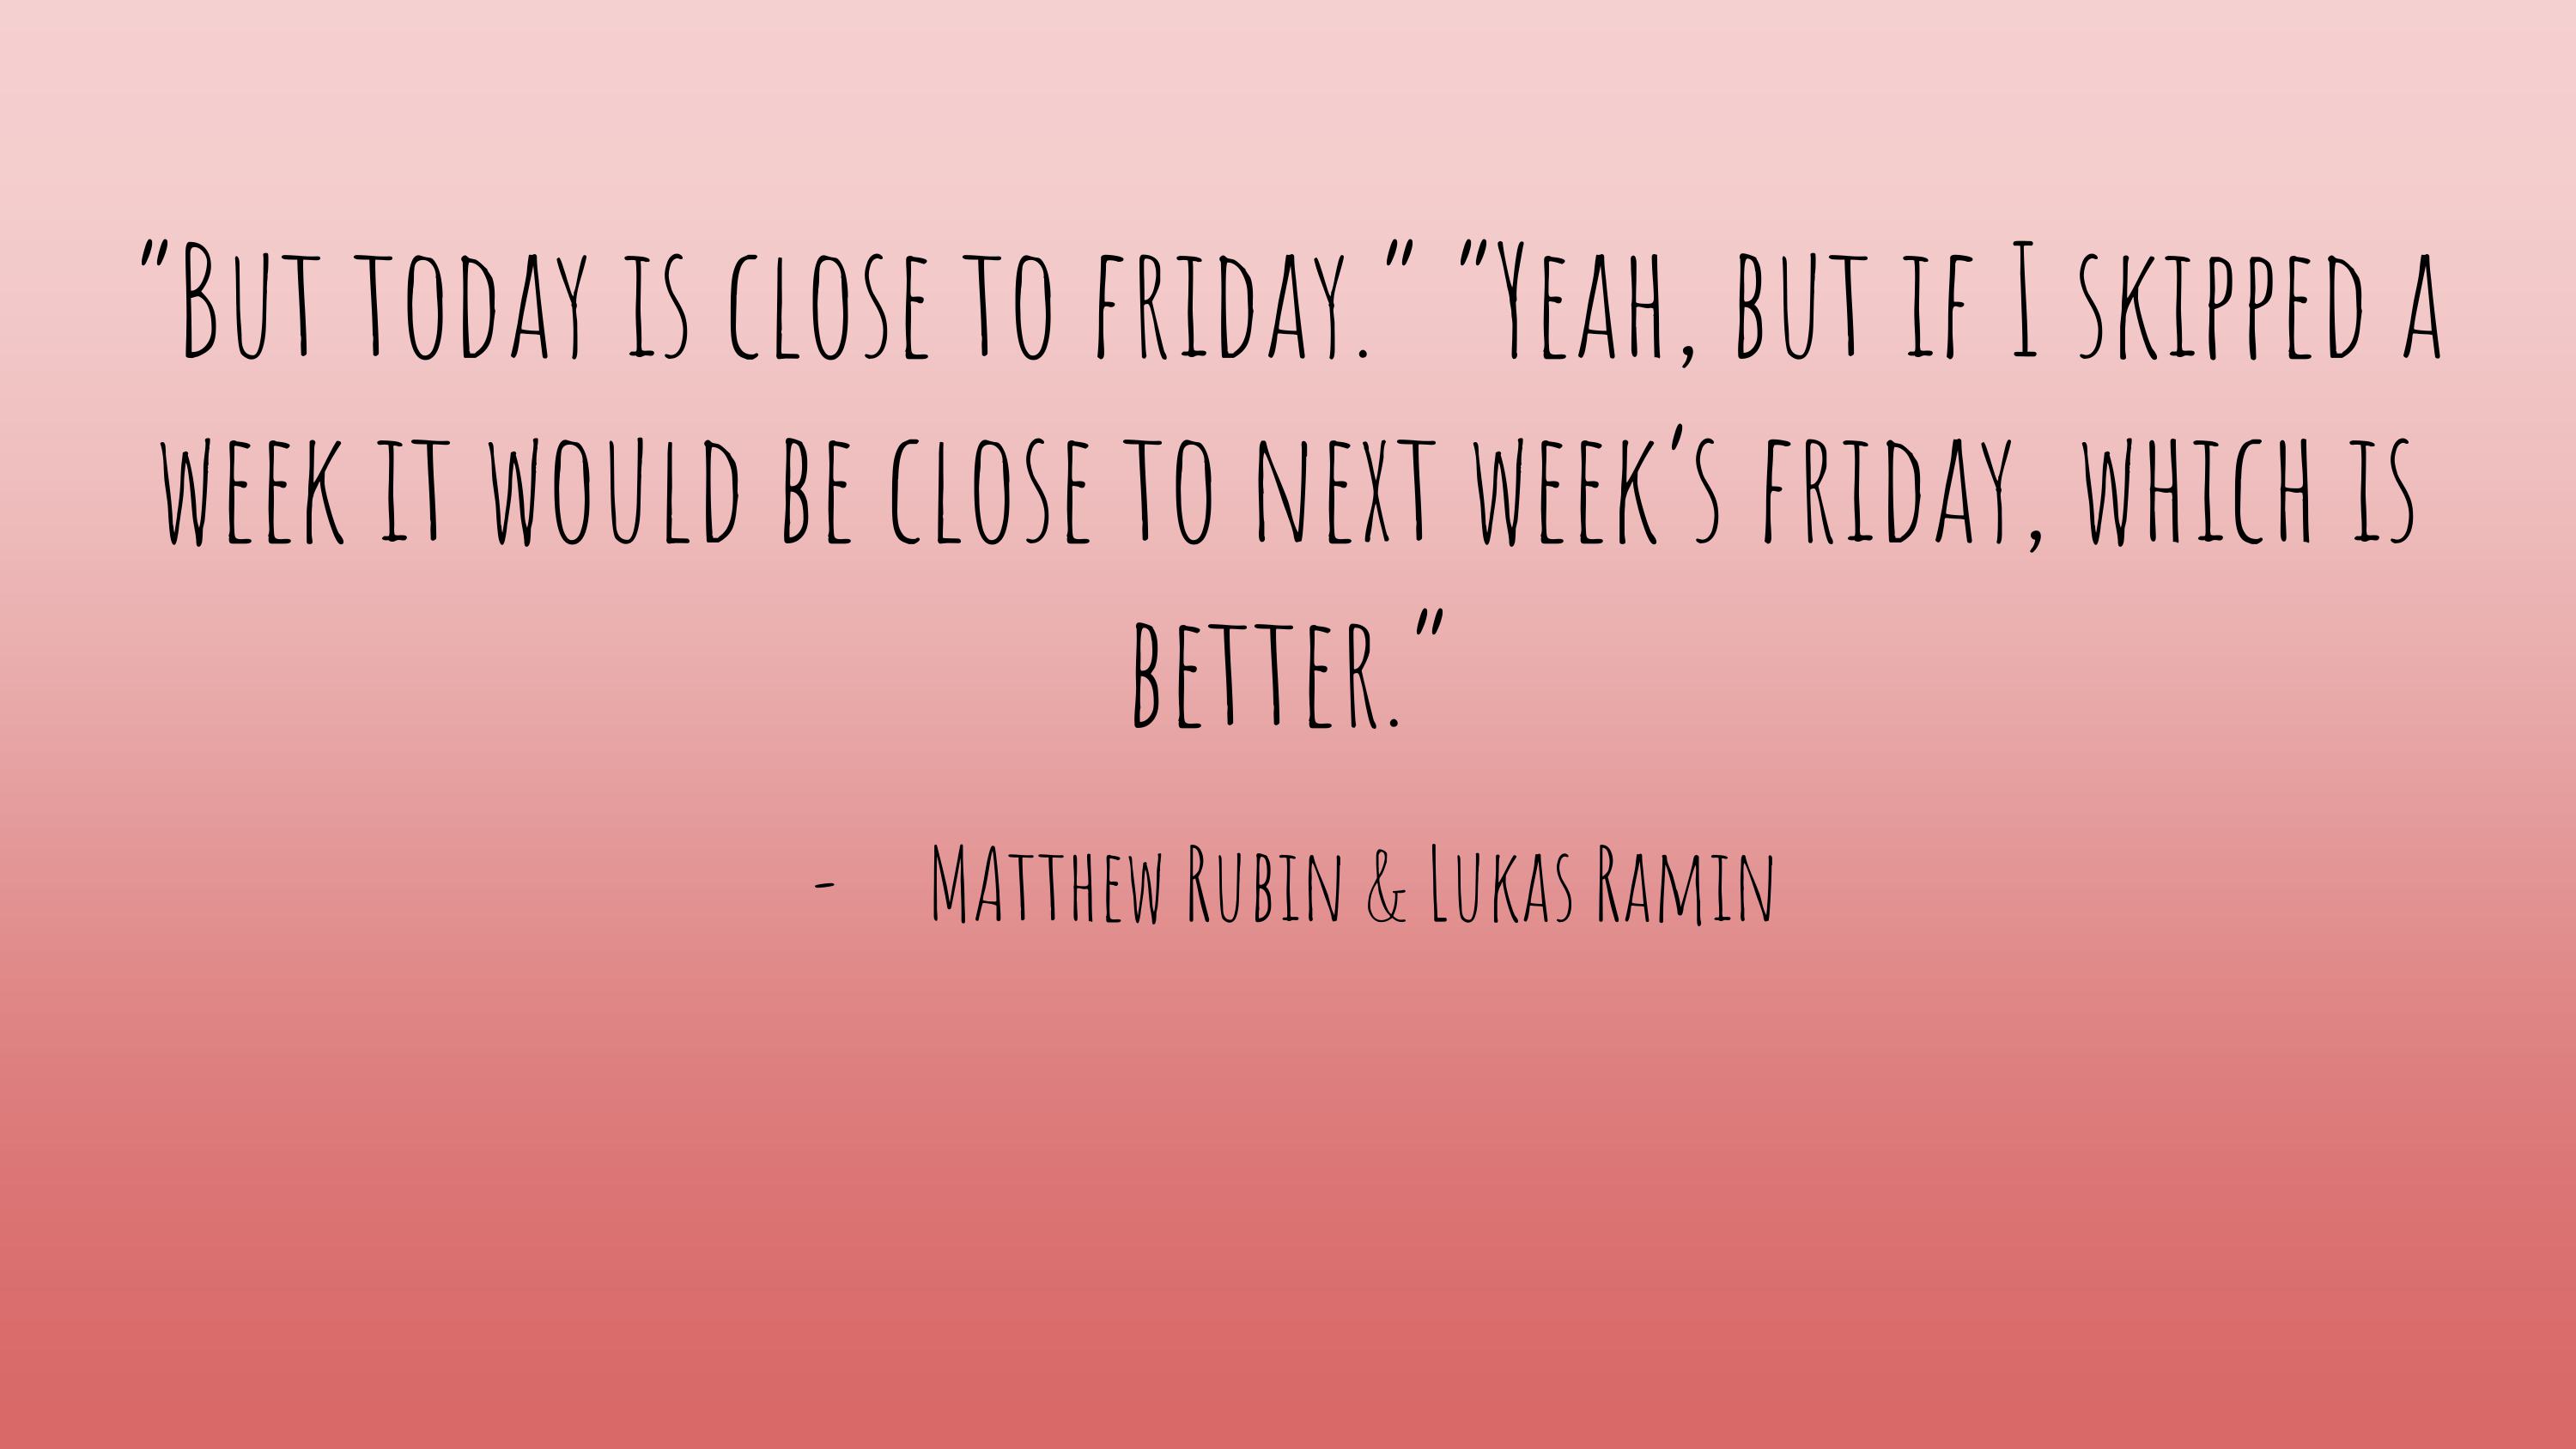 "But today is close to friday." "Yeah, but if I skipped a
week it would be close to next week's friday, which is
better."
- Matthew Rubin & Lukas Ramin